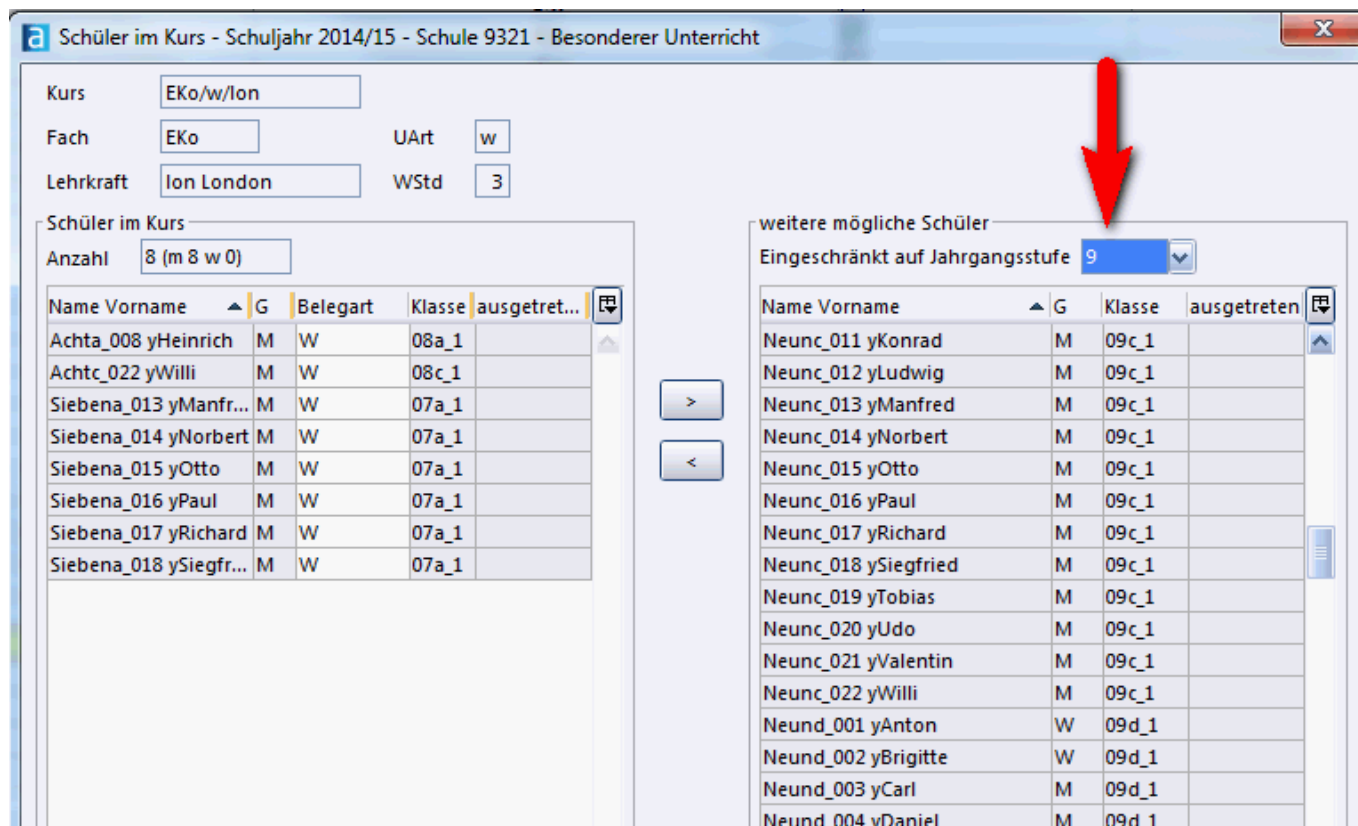 a Schüler im Kurs - Schuljahr 2014/15 - Schule 9321 - Besonderer Unterricht X
Kurs EKo/w/Ion
Fach EKo UArt w
Lehrkraft Ion London WStd 3
Schüler im Kurs
Anzahl 8 (m 8 w 0)
Name Vorname G Belegart Klasse ausgetret...
Achta_008 yHeinrich M W 08a_1
Achtc_022 yWilli M W 08c_1
Siebena_013 yManfr... M W 07a_1
Siebena_014 yNorbert M W 07a_1
Siebena_015 yOtto M W 07a_1
Siebena_016 yPaul M W 07a_1
Siebena_017 yRichard M W 07a_1
Siebena_018 ySiegfr... M W 07a_1
>
<
weitere mögliche Schüler
Eingeschränkt auf Jahrgangsstufe 9
Name Vorname G Klasse ausgetreten
Neunc_011 yKonrad M 09c_1
Neunc_012 yLudwig M 09c_1
Neunc_013 yManfred M 09c_1
Neunc_014 yNorbert M 09c_1
Neunc_015 yOtto M 09c_1
Neunc_016 yPaul M 09c_1
Neunc_017 yRichard M 09c_1
Neunc_018 ySiegfried M 09c_1
Neunc_019 yTobias M 09c_1
Neunc_020 yUdo M 09c_1
Neunc_021 yValentin M 09c_1
Neunc_022 yWilli M 09c_1
Neund_001 yAnton W 09d_1
Neund_002 yBrigitte W 09d_1
Neund_003 yCarl M 09d_1
Neund_004 yDaniel M 09d_1